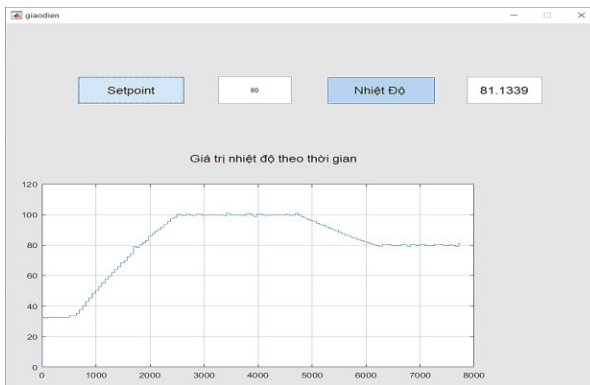 giaodien
Setpoint 80 Nhiệt Độ 81.1339
Giá trị nhiệt độ theo thời gian
120
100
80
60
40
20
0
0 1000 2000 3000 4000 5000 6000 7000 8000